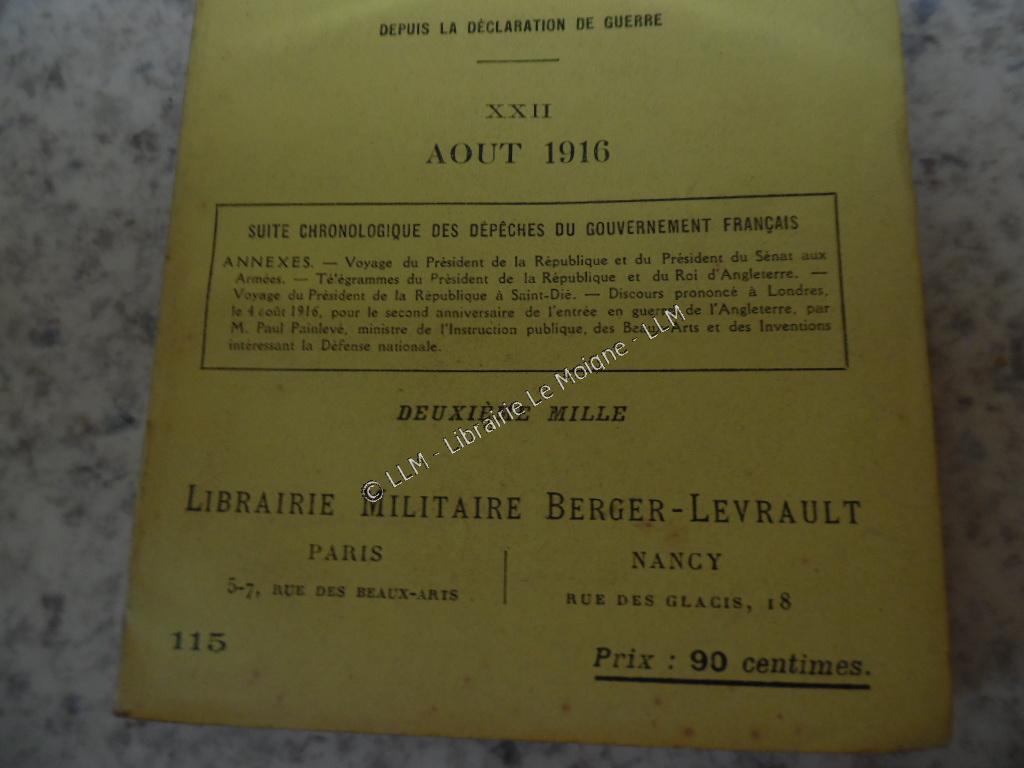 DEPUIS LA DÉCLARATION DE GUERRE
XXII
AOUT 1916
SUITE CHRONOLOGIQUE DES DÉPÊCHES DU GOUVERNEMENT FRANÇAIS
ANNEXES. — Voyage du Président de la République et du Président du Sénat aux
Armées. — Té'égrammes du Président de la République et du Roi d'Angleterre. —
Voyage du Président de la République à Saint-Dié. — Discours prononcé à Londres,
le 4 août 1916, pour le second anniversaire de l'entrée en guerre de l'Angleterre, par
M. Paul Painlevé, ministre de l'Instruction publique, des Beaux-Arts et des Inventions
intéressant la Défense nationale.
DEUXIÈME MILLE
© LLM - Librairie Le Moigne - LLM
LIBRAIRIE MILITAIRE BERGER-LEVRAULT
PARIS
5-7, RUE DES BEAUX-ARTS
NANCY
RUE DES GLACIS, 18
115
Prix : 90 centimes.